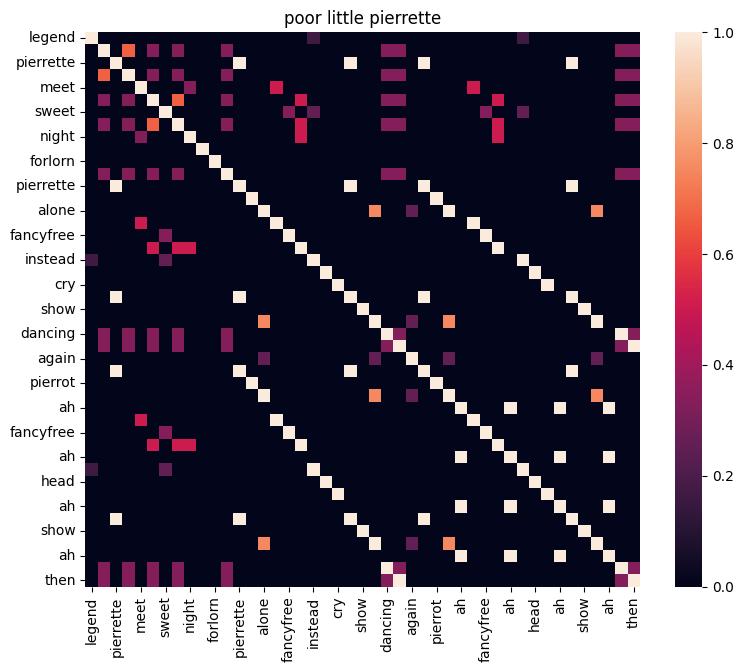 poor little pierrette
legend
pierrette
meet
sweet
night
forlorn
pierrette
alone
fancyfree
instead
cry
show
dancing
again
pierrot
ah
fancyfree
ah
head
ah
show
ah
then
legend
pierrette
meet
sweet
night
forlorn
pierrette
alone
fancyfree
instead
cry
show
dancing
again
pierrot
ah
fancyfree
ah
head
ah
show
ah
then
1.0
0.8
0.6
0.4
0.2
0.0